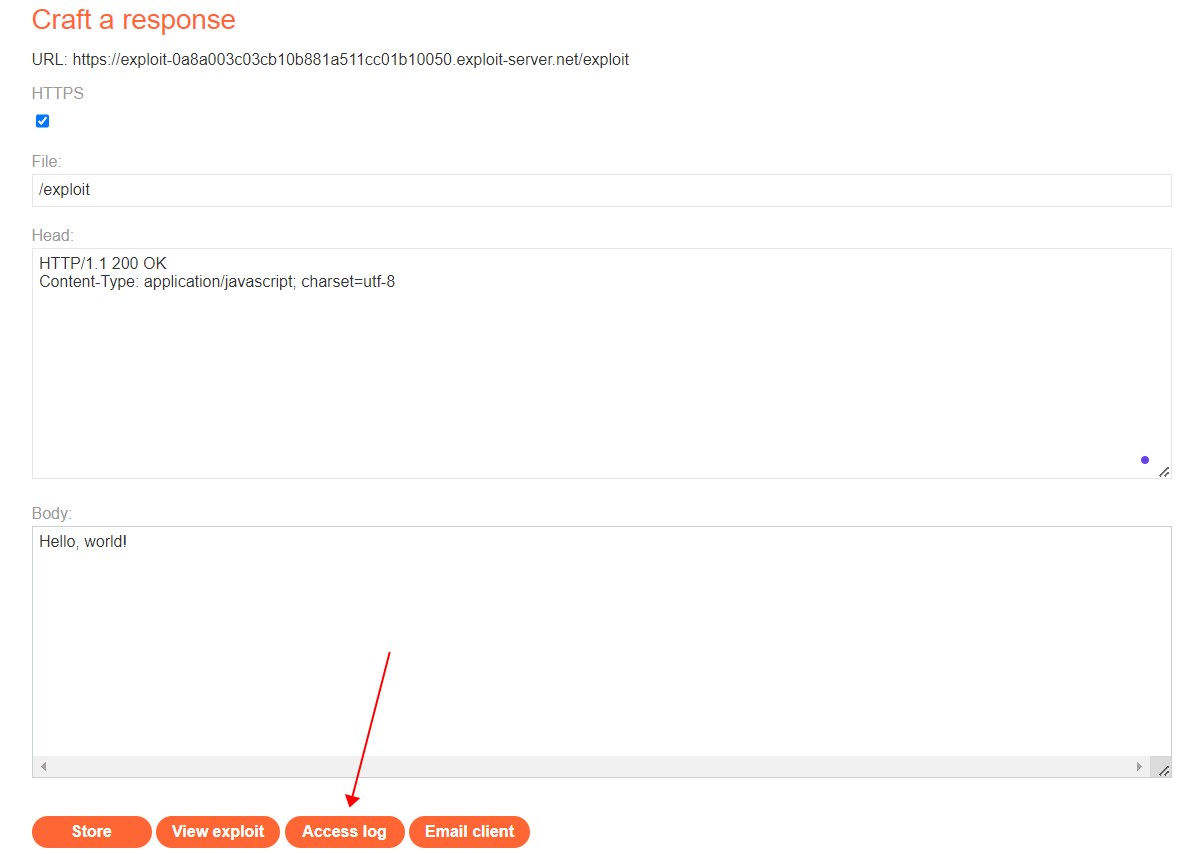 Craft a response
URL: https://exploit-0a8a003c03cb10b881a511cc01b10050.exploit-server.net/exploit
HTTPS
File:
/exploit
Head:
HTTP/1.1 200 OK
Content-Type: application/javascript; charset=utf-8
Body:
Hello, world!
Store View exploit Access log Email client